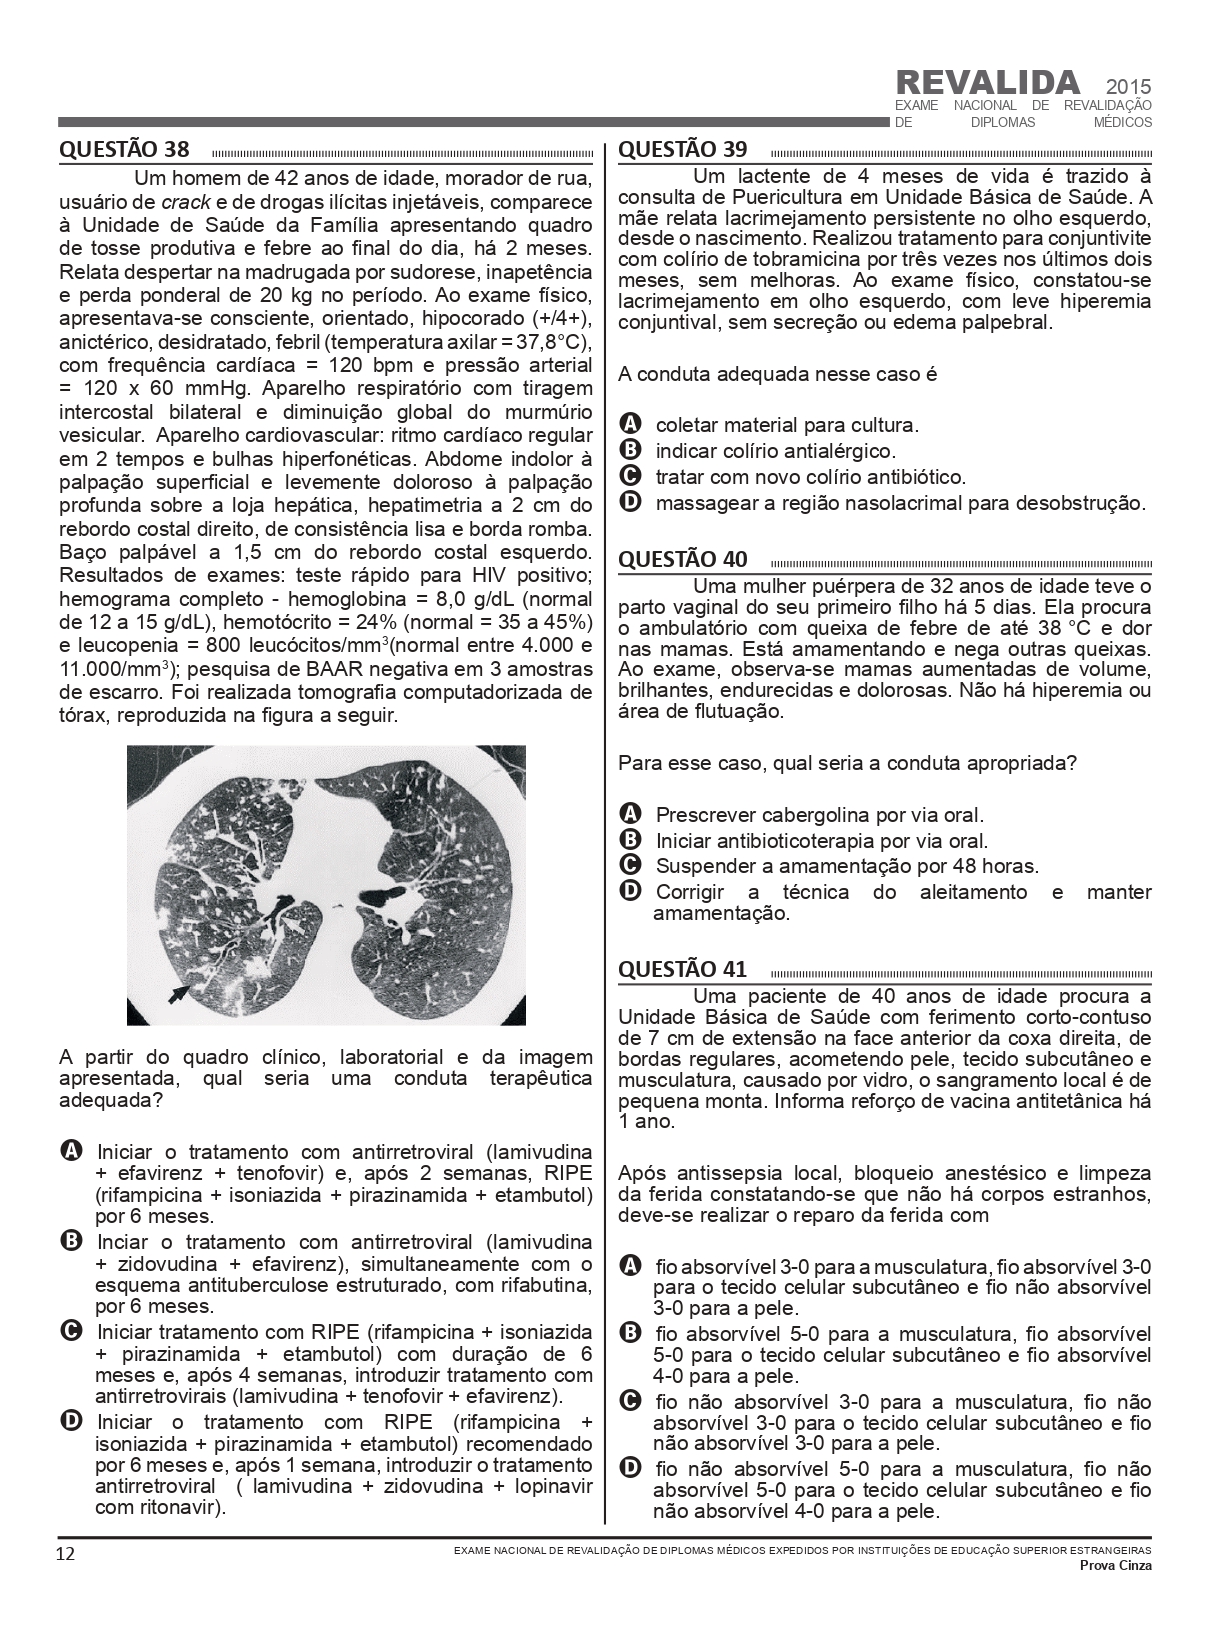 REVALIDA 2015
EXAME NACIONAL DE REVALIDAÇÃO
DE DIPLOMAS MÉDICOS
QUESTÃO 38
Um homem de 42 anos de idade, morador de rua,
usuário de crack e de drogas ilícitas injetáveis, comparece
à Unidade de Saúde da Família apresentando quadro
de tosse produtiva e febre ao final do dia, há 2 meses.
Relata despertar na madrugada por sudorese, inapetência
e perda ponderal de 20 kg no período. Ao exame físico,
apresentava-se consciente, orientado, hipocorado (+/4+),
anictérico, desidratado, febril (temperatura axilar = 37,8°C),
com frequência cardíaca = 120 bpm e pressão arterial
= 120 x 60 mmHg. Aparelho respiratório com tiragem
intercostal bilateral e diminuição global do murmúrio
vesicular. Aparelho cardiovascular: ritmo cardíaco regular
em 2 tempos e bulhas hiperfonéticas. Abdome indolor à
palpação superficial e levemente doloroso à palpação
profunda sobre a loja hepática, hepatimetria a 2 cm do
rebordo costal direito, de consistência lisa e borda romba.
Baço palpável a 1,5 cm do rebordo costal esquerdo.
Resultados de exames: teste rápido para HIV positivo;
hemograma completo - hemoglobina = 8,0 g/dL (normal
de 12 a 15 g/dL), hemotócrito = 24% (normal = 35 a 45%)
e leucopenia = 800 leucócitos/mm³(normal entre 4.000 e
11.000/mm³); pesquisa de BAAR negativa em 3 amostras
de escarro. Foi realizada tomografia computadorizada de
tórax, reproduzida na figura a seguir.
A partir do quadro clínico, laboratorial e da imagem
apresentada, qual seria uma conduta terapêutica
adequada?
A Iniciar o tratamento com antirretroviral (lamivudina
+ efavirenz + tenofovir) e, após 2 semanas, RIPE
(rifampicina + isoniazida + pirazinamida + etambutol)
por 6 meses.
B Inciar o tratamento com antirretroviral (lamivudina
+ zidovudina + efavirenz), simultaneamente com o
esquema antituberculose estruturado, com rifabutina,
por 6 meses.
C Iniciar tratamento com RIPE (rifampicina + isoniazida
+ pirazinamida + etambutol) com duração de 6
meses e, após 4 semanas, introduzir tratamento com
antirretrovirais (lamivudina + tenofovir + efavirenz).
D Iniciar o tratamento com RIPE (rifampicina +
isoniazida + pirazinamida + etambutol) recomendado
por 6 meses e, após 1 semana, introduzir o tratamento
antirretroviral ( lamivudina + zidovudina + lopinavir
com ritonavir).
QUESTÃO 39
Um lactente de 4 meses de vida é trazido à
consulta de Puericultura em Unidade Básica de Saúde. A
mãe relata lacrimejamento persistente no olho esquerdo,
desde o nascimento. Realizou tratamento para conjuntivite
com colírio de tobramicina por três vezes nos últimos dois
meses, sem melhoras. Ao exame físico, constatou-se
lacrimejamento em olho esquerdo, com leve hiperemia
conjuntival, sem secreção ou edema palpebral.
A conduta adequada nesse caso é
A coletar material para cultura.
B indicar colírio antialérgico.
C tratar com novo colírio antibiótico.
D massagear a região nasolacrimal para desobstrução.
QUESTÃO 40
Uma mulher puérpera de 32 anos de idade teve o
parto vaginal do seu primeiro filho há 5 dias. Ela procura
o ambulatório com queixa de febre de até 38 °C e dor
nas mamas. Está amamentando e nega outras queixas.
Ao exame, observa-se mamas aumentadas de volume,
brilhantes, endurecidas e dolorosas. Não há hiperemia ou
área de flutuação.
Para esse caso, qual seria a conduta apropriada?
A Prescrever cabergolina por via oral.
B Iniciar antibioticoterapia por via oral.
C Suspender a amamentação por 48 horas.
D Corrigir a técnica do aleitamento e manter
amamentação.
QUESTÃO 41
Uma paciente de 40 anos de idade procura a
Unidade Básica de Saúde com ferimento corto-contuso
de 7 cm de extensão na face anterior da coxa direita, de
bordas regulares, acometendo pele, tecido subcutâneo e
musculatura, causado por vidro, o sangramento local é de
pequena monta. Informa reforço de vacina antitetânica há
1 ano.
Após antissepsia local, bloqueio anestésico e limpeza
da ferida constatando-se que não há corpos estranhos,
deve-se realizar o reparo da ferida com
A fio absorvível 3-0 para a musculatura, fio absorvível 3-0
para o tecido celular subcutâneo e fio não absorvível
3-0 para a pele.
B fio absorvível 5-0 para a musculatura, fio absorvível
5-0 para o tecido celular subcutâneo e fio absorvível
4-0 para a pele.
C fio não absorvível 3-0 para a musculatura, fio não
absorvível 3-0 para o tecido celular subcutâneo e fio
não absorvível 3-0 para a pele.
D fio não absorvível 5-0 para a musculatura, fio não
absorvível 5-0 para o tecido celular subcutâneo e fio
não absorvível 4-0 para a pele.
12
EXAME NACIONAL DE REVALIDAÇÃO DE DIPLOMAS MÉDICOS EXPEDIDOS POR INSTITUIÇÕES DE EDUCAÇÃO SUPERIOR ESTRANGEIRAS
Prova Cinza